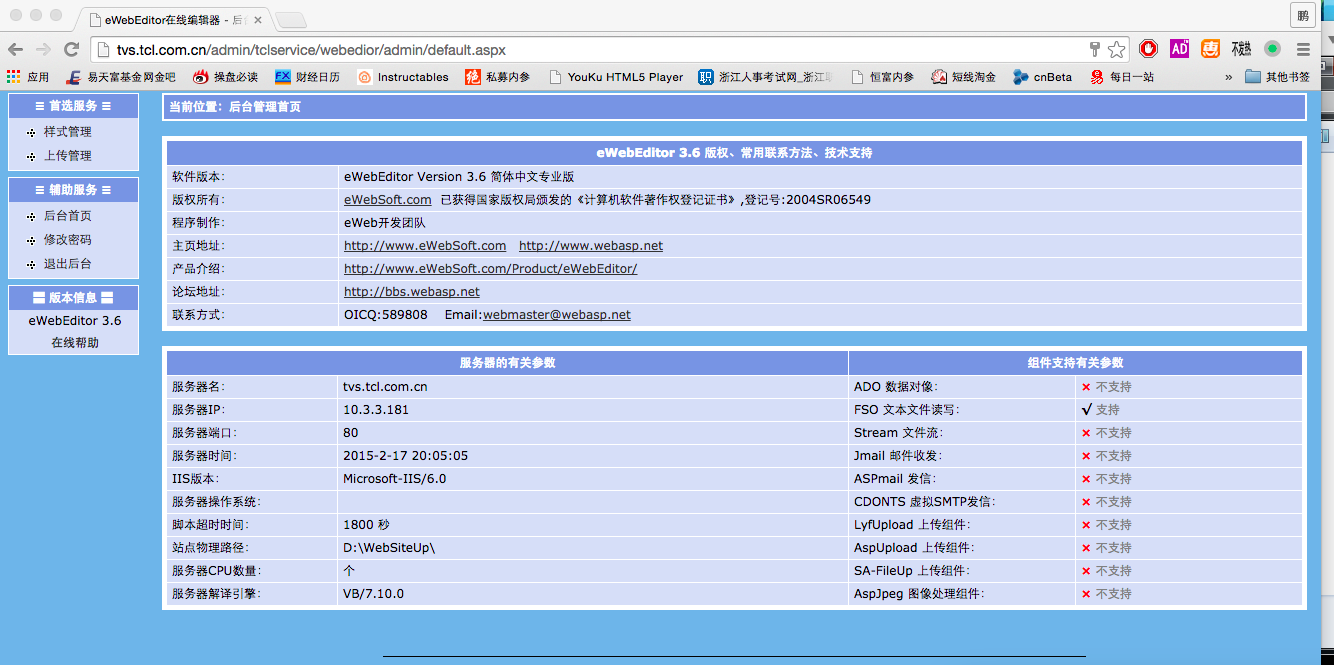 eWebEditor在线编辑器 - 后
鹏
tvs.tcl.com.cn/admin/tclservice/webedior/admin/default.aspx
应用 易天富基金网金吧 操盘必读 FX 财经日历 Instructables 私募内参 YouKu HTML5 Player 职 浙江人事考试网_浙江 恒富内参 短线淘金 cnBeta 每日一站 » 其他书签
首选服务
样式管理
上传管理
辅助服务
后台首页
修改密码
退出后台
版本信息
eWebEditor 3.6
在线帮助
当前位置：后台管理首页
eWebEditor 3.6 版权、常用联系方法、技术支持
软件版本： eWebEditor Version 3.6 简体中文专业版
版权所有： eWebSoft.com 已获得国家版权局颁发的《计算机软件著作权登记证书》,登记号:2004SR06549
程序制作： eWeb开发团队
主页地址： http://www.eWebSoft.com http://www.webasp.net
产品介绍： http://www.eWebSoft.com/Product/eWebEditor/
论坛地址： http://bbs.webasp.net
联系方式： OICQ:589808 Email:webmaster@webasp.net
服务器的有关参数 组件支持有关参数
服务器名： tvs.tcl.com.cn ADO 数据对像： × 不支持
服务器IP： 10.3.3.181 FSO 文本文件读写： √ 支持
服务器端口： 80 Stream 文件流： × 不支持
服务器时间： 2015-2-17 20:05:05 Jmail 邮件收发： × 不支持
IIS版本： Microsoft-IIS/6.0 ASPmail 发信： × 不支持
服务器操作系统： CDONTS 虚拟SMTP发信： × 不支持
脚本超时时间： 1800 秒 LyfUpload 上传组件： × 不支持
站点物理路径： D:\WebSiteUp\ AspUpload 上传组件： × 不支持
服务器CPU数量： 个 SA-FileUp 上传组件： × 不支持
服务器解译引擎： VB/7.10.0 AspJpeg 图像处理组件： × 不支持